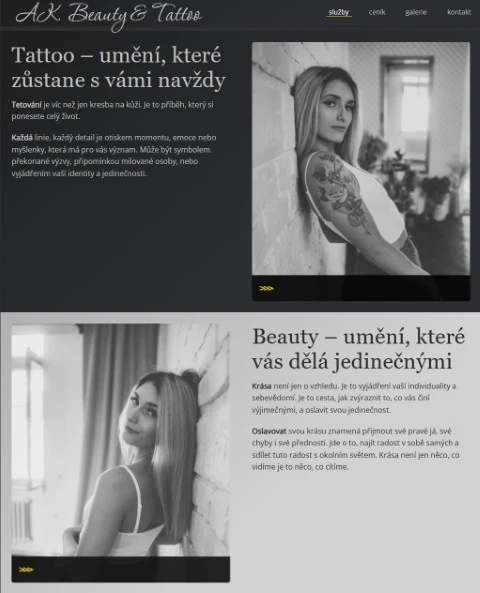 AK Beauty & Tattoo
služby ceník galerie kontakt
Tattoo – umění, které
zůstane s vámi navždy
Tetování je víc než jen kresba na kůži. Je to příběh, který si
ponesete celý život.
Každá linie, každý detail je otiskem momentu, emoce nebo
myšlenky, která má pro vás význam. Může být symbolem
překonané výzvy, připomínkou milované osoby, nebo
vyjádřením vaší identity a jedinečnosti.
>>>
Beauty – umění, které
vás dělá jedinečnými
Krása není jen o vzhledu. Je to vyjádření vaší individuality a
sebevědomí. Je to cesta, jak zvýraznit to, co vás činí
výjimečnými, a oslavit svou jedinečnost.
Oslavovat svou krásu znamená přijmout své pravé já, své
chyby i své přednosti. Jde o to, najít radost v sobě samých a
sdílet tuto radost s okolním světem. Krása není jen něco, co
vidíme je to něco, co cítíme.
>>>